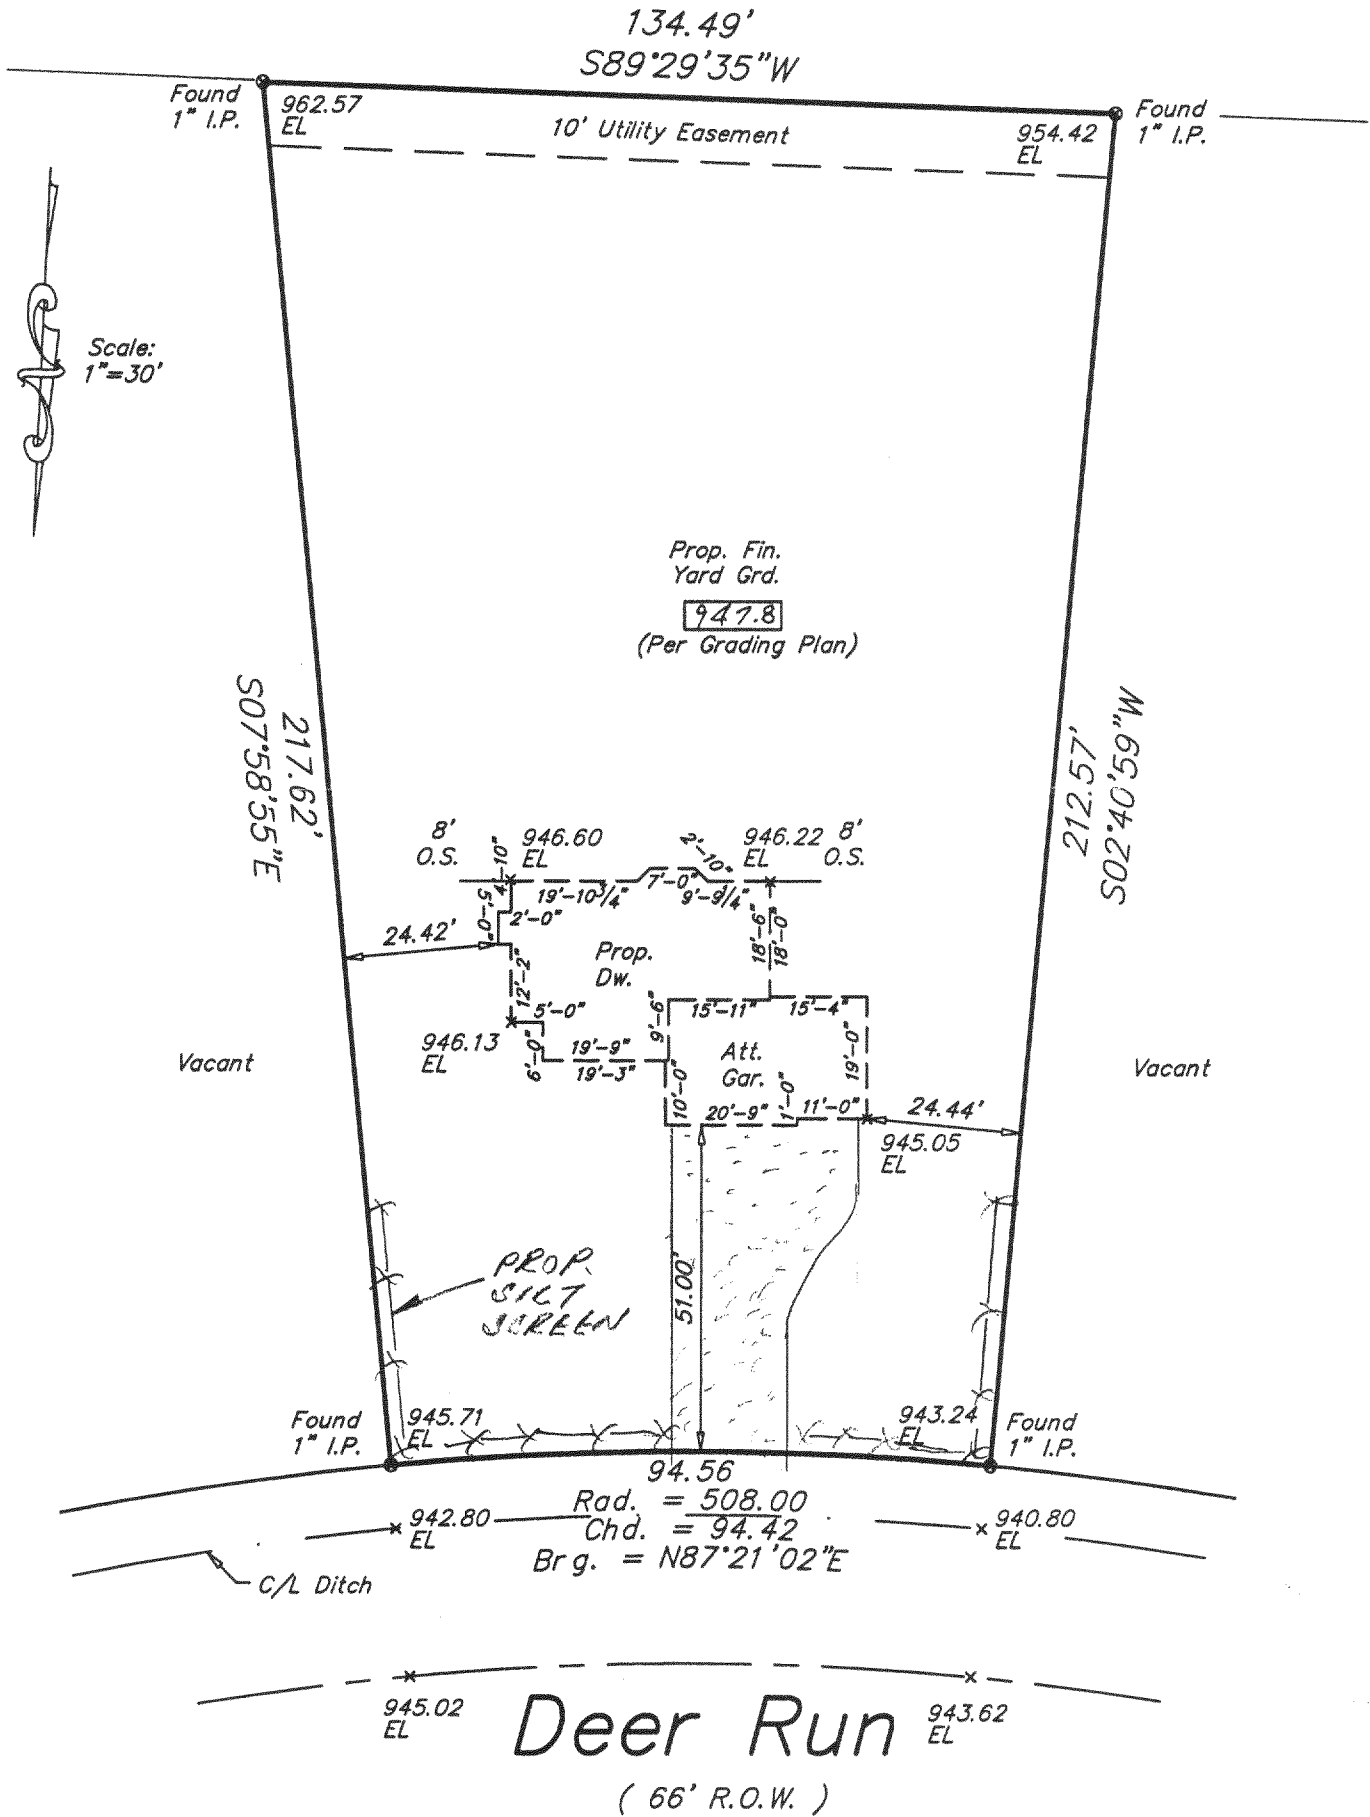 134.49'
S89°29'35"W
Found
1" I.P.
962.57
EL
10' Utility Easement
954.42
EL
Found
1" I.P.
Scale:
1"=30'
Prop. Fin.
Yard Grd.
947.8
(Per Grading Plan)
217.62'
S07°58'55"E
212.57'
S02°40'59"W
8'
O.S.
946.60
EL
4'-10"
19'-10 3/4"
7'-0"
2'-10"
9'-9 1/4"
946.22
EL
8'
O.S.
5'-0"
2'-0"
24.42'
12'-2"
Prop.
Dw.
18'-6"
18'-0"
5'-0"
946.13
EL
6'-0"
19'-9"
19'-3"
9'-6"
15'-11"
15'-4"
Att.
Gar.
19'-0"
10'-0"
20'-9"
1'-0"
11'-0"
24.44'
945.05
EL
Vacant
Vacant
51.00'
PROP.
SILT
SCREEN
Found
1" I.P.
945.71
EL
943.24
EL
Found
1" I.P.
94.56
Rad. = 508.00
Chd. = 94.42
Brg. = N87°21'02"E
942.80
EL
940.80
EL
C/L Ditch
945.02
EL
Deer Run
943.62
EL
( 66' R.O.W. )